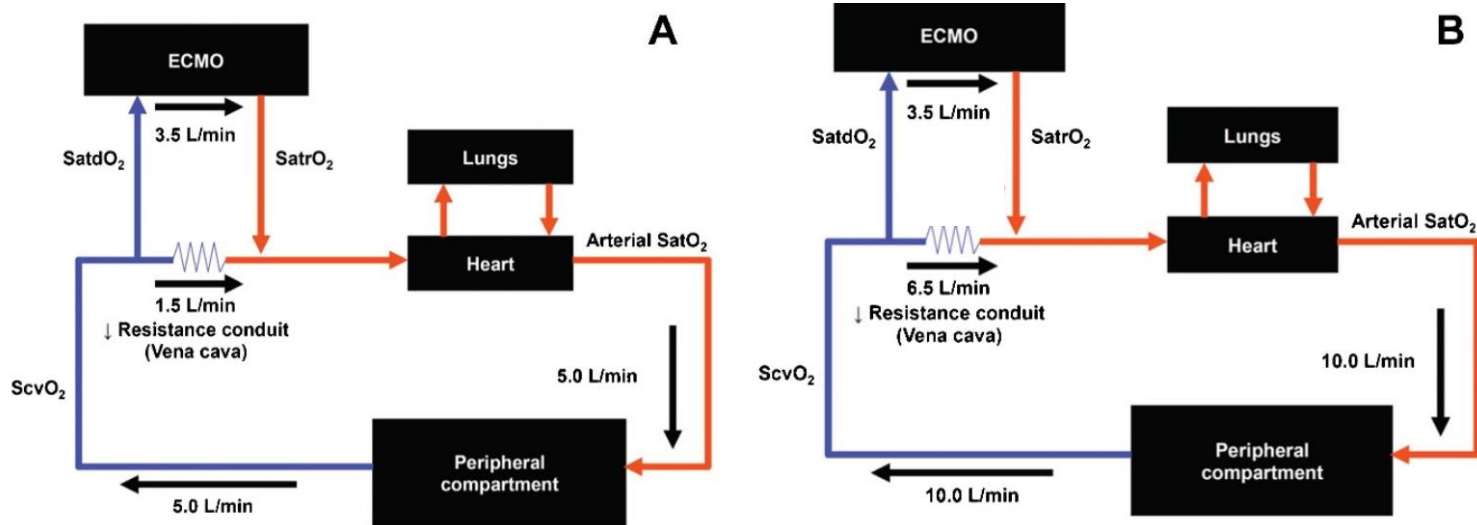 A
ECMO
3.5 L/min
SatdO₂
SatrO₂
Lungs
Heart
Arterial SatO₂
1.5 L/min
↓ Resistance conduit
(Vena cava)
ScvO₂
5.0 L/min
Peripheral
compartment
5.0 L/min
B
ECMO
3.5 L/min
SatdO₂
SatrO₂
Lungs
Heart
Arterial SatO₂
6.5 L/min
↓ Resistance conduit
(Vena cava)
ScvO₂
10.0 L/min
Peripheral
compartment
10.0 L/min